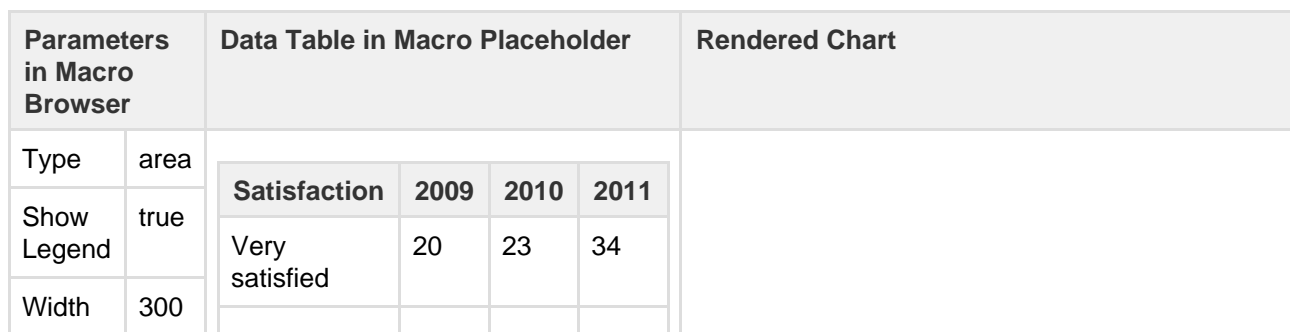 Parameters in Macro Browser
Data Table in Macro Placeholder
Rendered Chart
Type area
Show Legend true
Width 300
Satisfaction 2009 2010 2011
Very satisfied 20 23 34